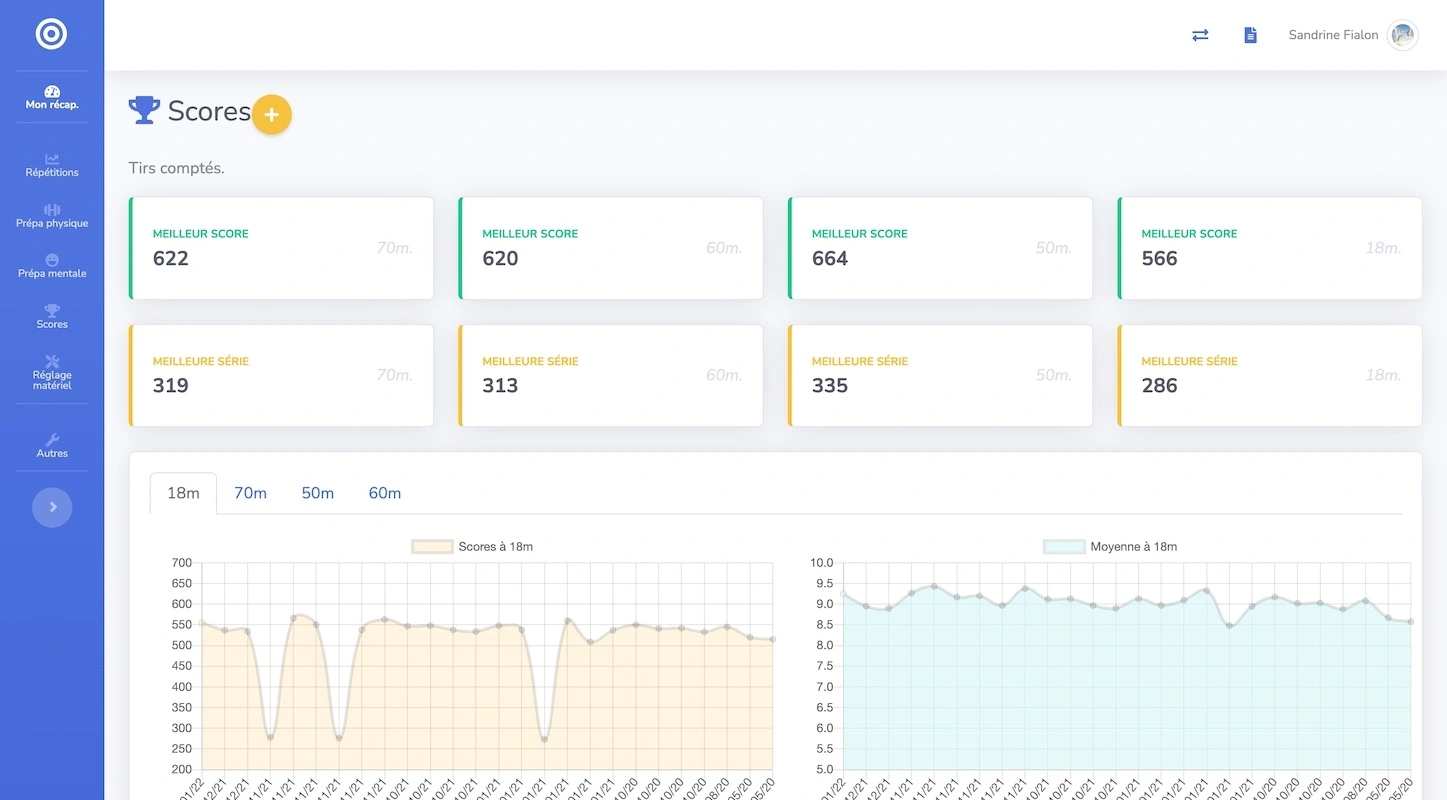 Sandrine Fialon
Mon récap.
Répétitions
Prépa physique
Prépa mentale
Scores
Réglage
matériel
Autres
Scores
Tirs comptés.
MEILLEUR SCORE
622
70m.
MEILLEUR SCORE
620
60m.
MEILLEUR SCORE
664
50m.
MEILLEUR SCORE
566
18m.
MEILLEURE SÉRIE
319
70m.
MEILLEURE SÉRIE
313
60m.
MEILLEURE SÉRIE
335
50m.
MEILLEURE SÉRIE
286
18m.
18m 70m 50m 60m
Scores à 18m
700
650
600
550
500
450
400
350
300
250
200
Moyenne à 18m
10.0
9.5
9.0
8.5
8.0
7.5
7.0
6.5
6.0
5.5
5.0